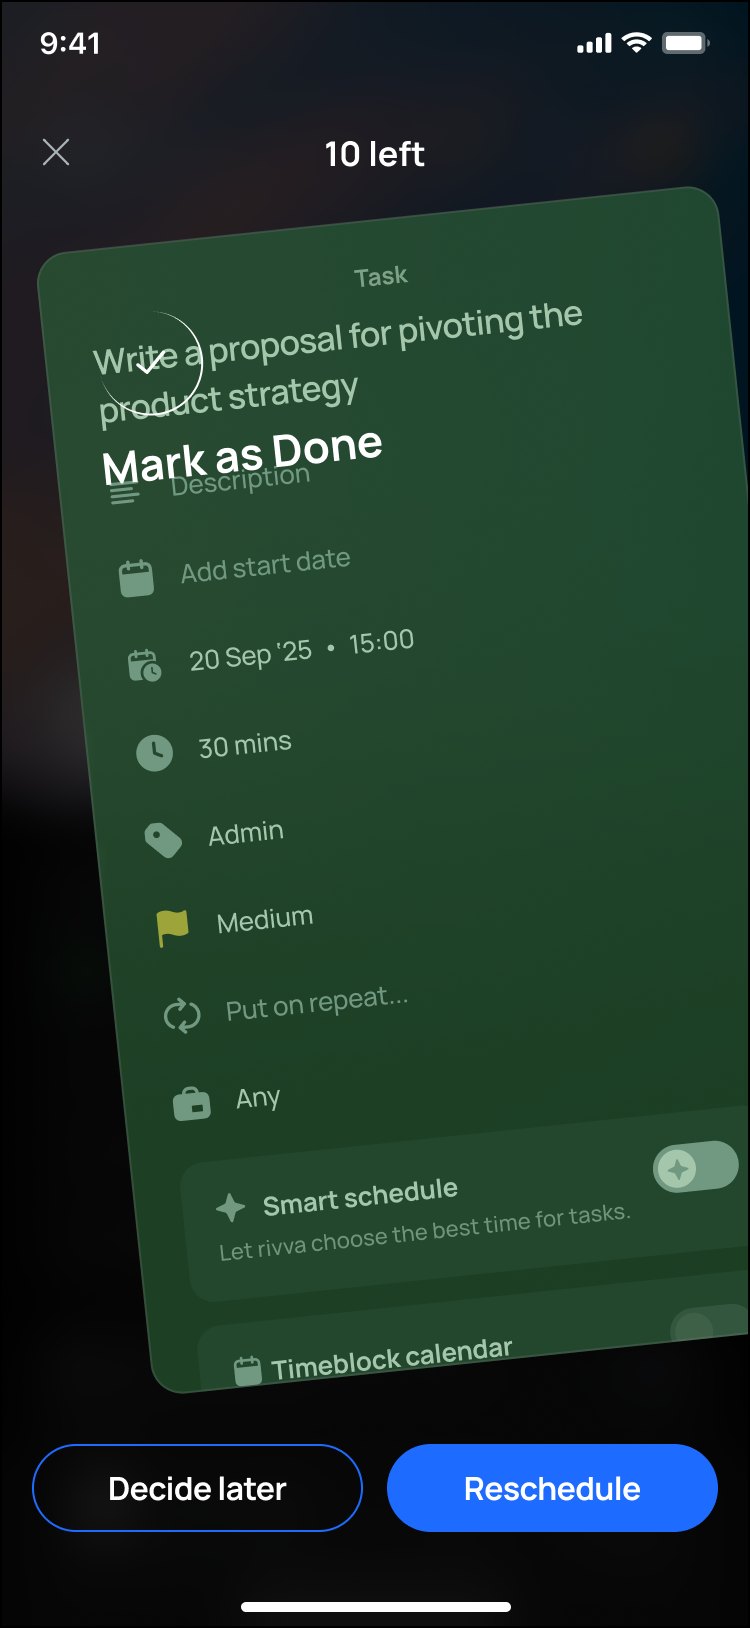 9:41
10 left
Task
Write a proposal for pivoting the
product strategy
Mark as Done
Description
Add start date
20 Sep ‘25 • 15:00
30 mins
Admin
Medium
Put on repeat...
Any
Smart schedule
Let rivva choose the best time for tasks.
Timeblock calendar
Decide later
Reschedule